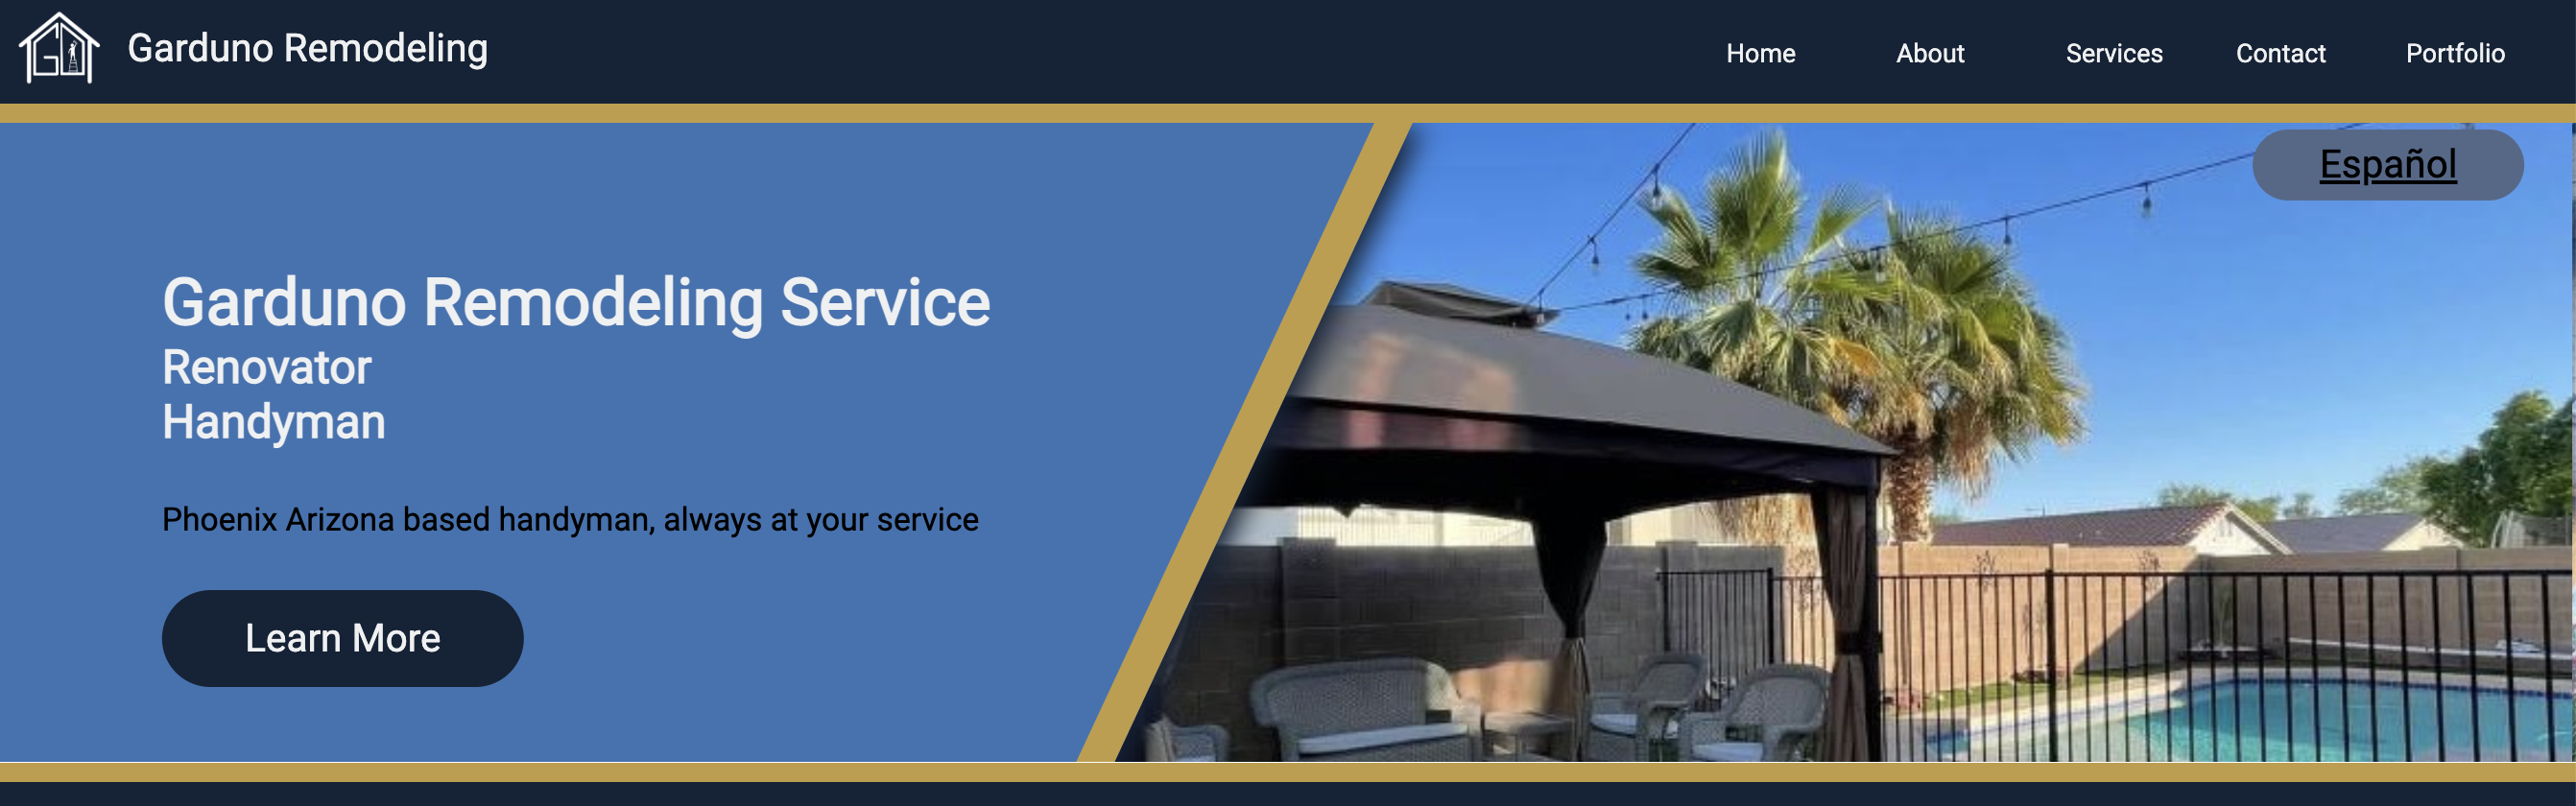 Garduno Remodeling
Home About Services Contact Portfolio
Español
Garduno Remodeling Service
Renovator
Handyman
Phoenix Arizona based handyman, always at your service
Learn More